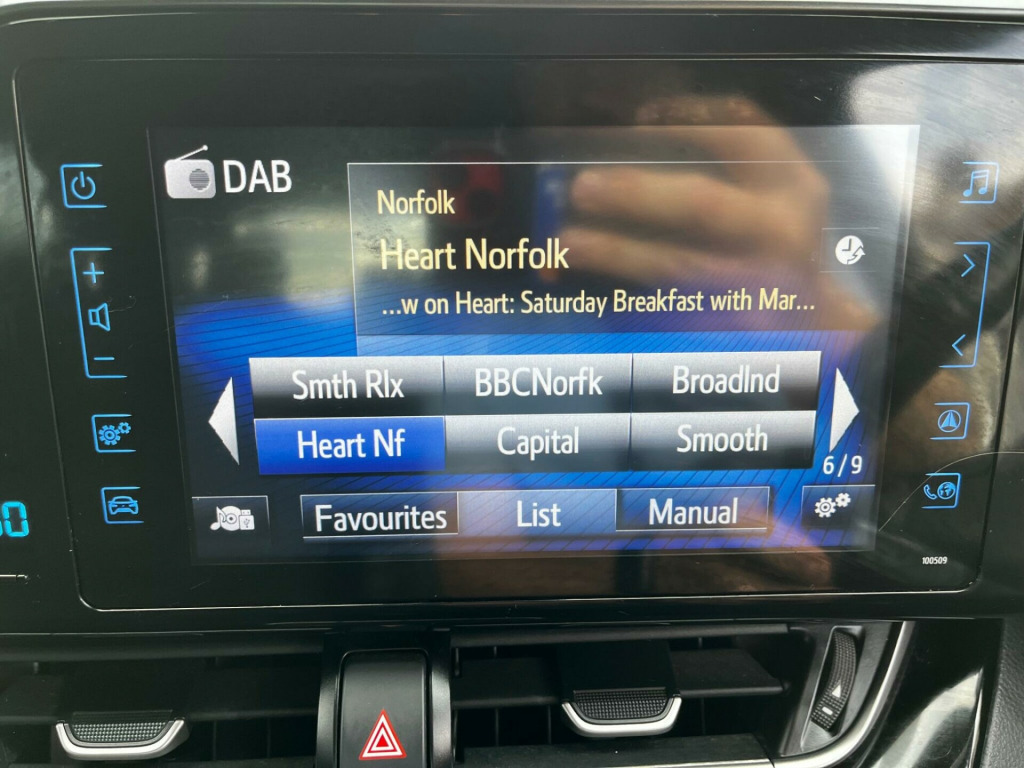 DAB
Norfolk
Heart Norfolk
...w on Heart: Saturday Breakfast with Mar...
Smth Rlx BBCNorfk Broadlnd
Heart Nf Capital Smooth
6/9
Favourites List Manual
100509